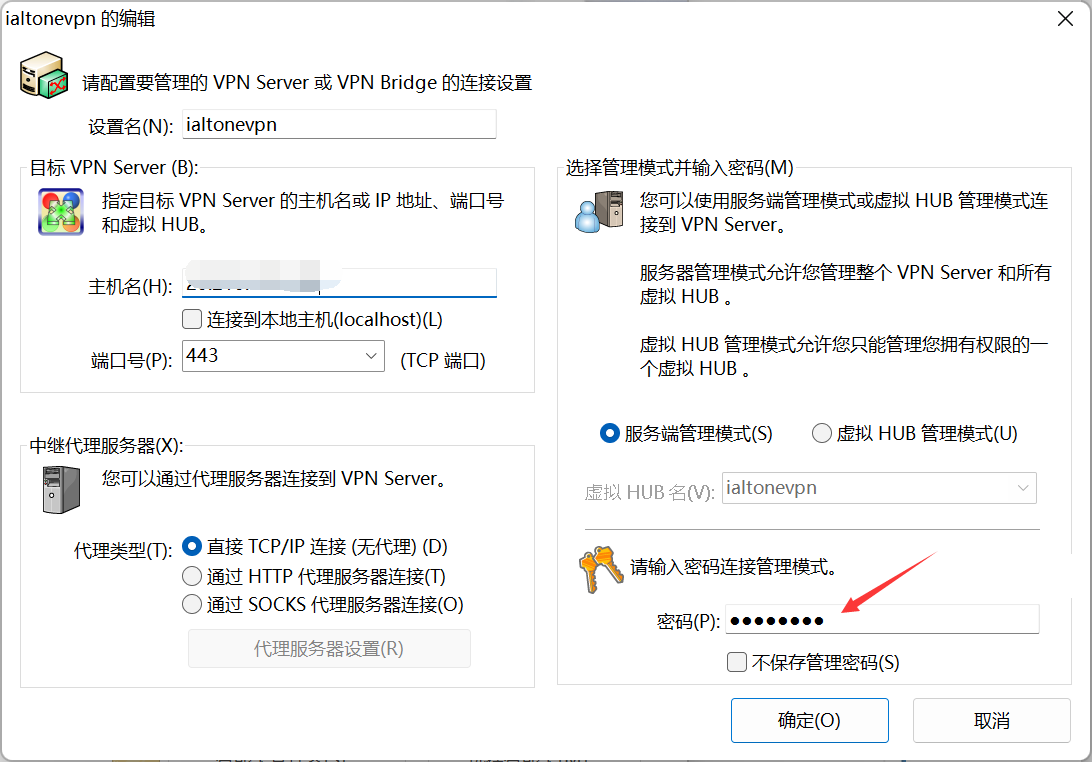 ialtonevpn 的编辑
请配置要管理的 VPN Server 或 VPN Bridge 的连接设置
设置名(N):
ialtonevpn
目标 VPN Server (B):
指定目标 VPN Server 的主机名或 IP 地址、端口号
和虚拟 HUB。
主机名(H):
连接到本地主机(localhost)(L)
端口号(P):
443
(TCP 端口)
中继代理服务器(X):
您可以通过代理服务器连接到 VPN Server。
代理类型(T):
直接 TCP/IP 连接 (无代理) (D)
通过 HTTP 代理服务器连接(T)
通过 SOCKS 代理服务器连接(O)
代理服务器设置(R)
选择管理模式并输入密码(M)
您可以使用服务端管理模式或虚拟 HUB 管理模式连
接到 VPN Server。
服务器管理模式允许您管理整个 VPN Server 和所有
虚拟 HUB 。
虚拟 HUB 管理模式允许您只能管理您拥有权限的一
个虚拟 HUB 。
服务端管理模式(S)
虚拟 HUB 管理模式(U)
虚拟 HUB 名(V):
ialtonevpn
请输入密码连接管理模式。
密码(P):
●●●●●●●●
不保存管理密码(S)
确定(O)
取消